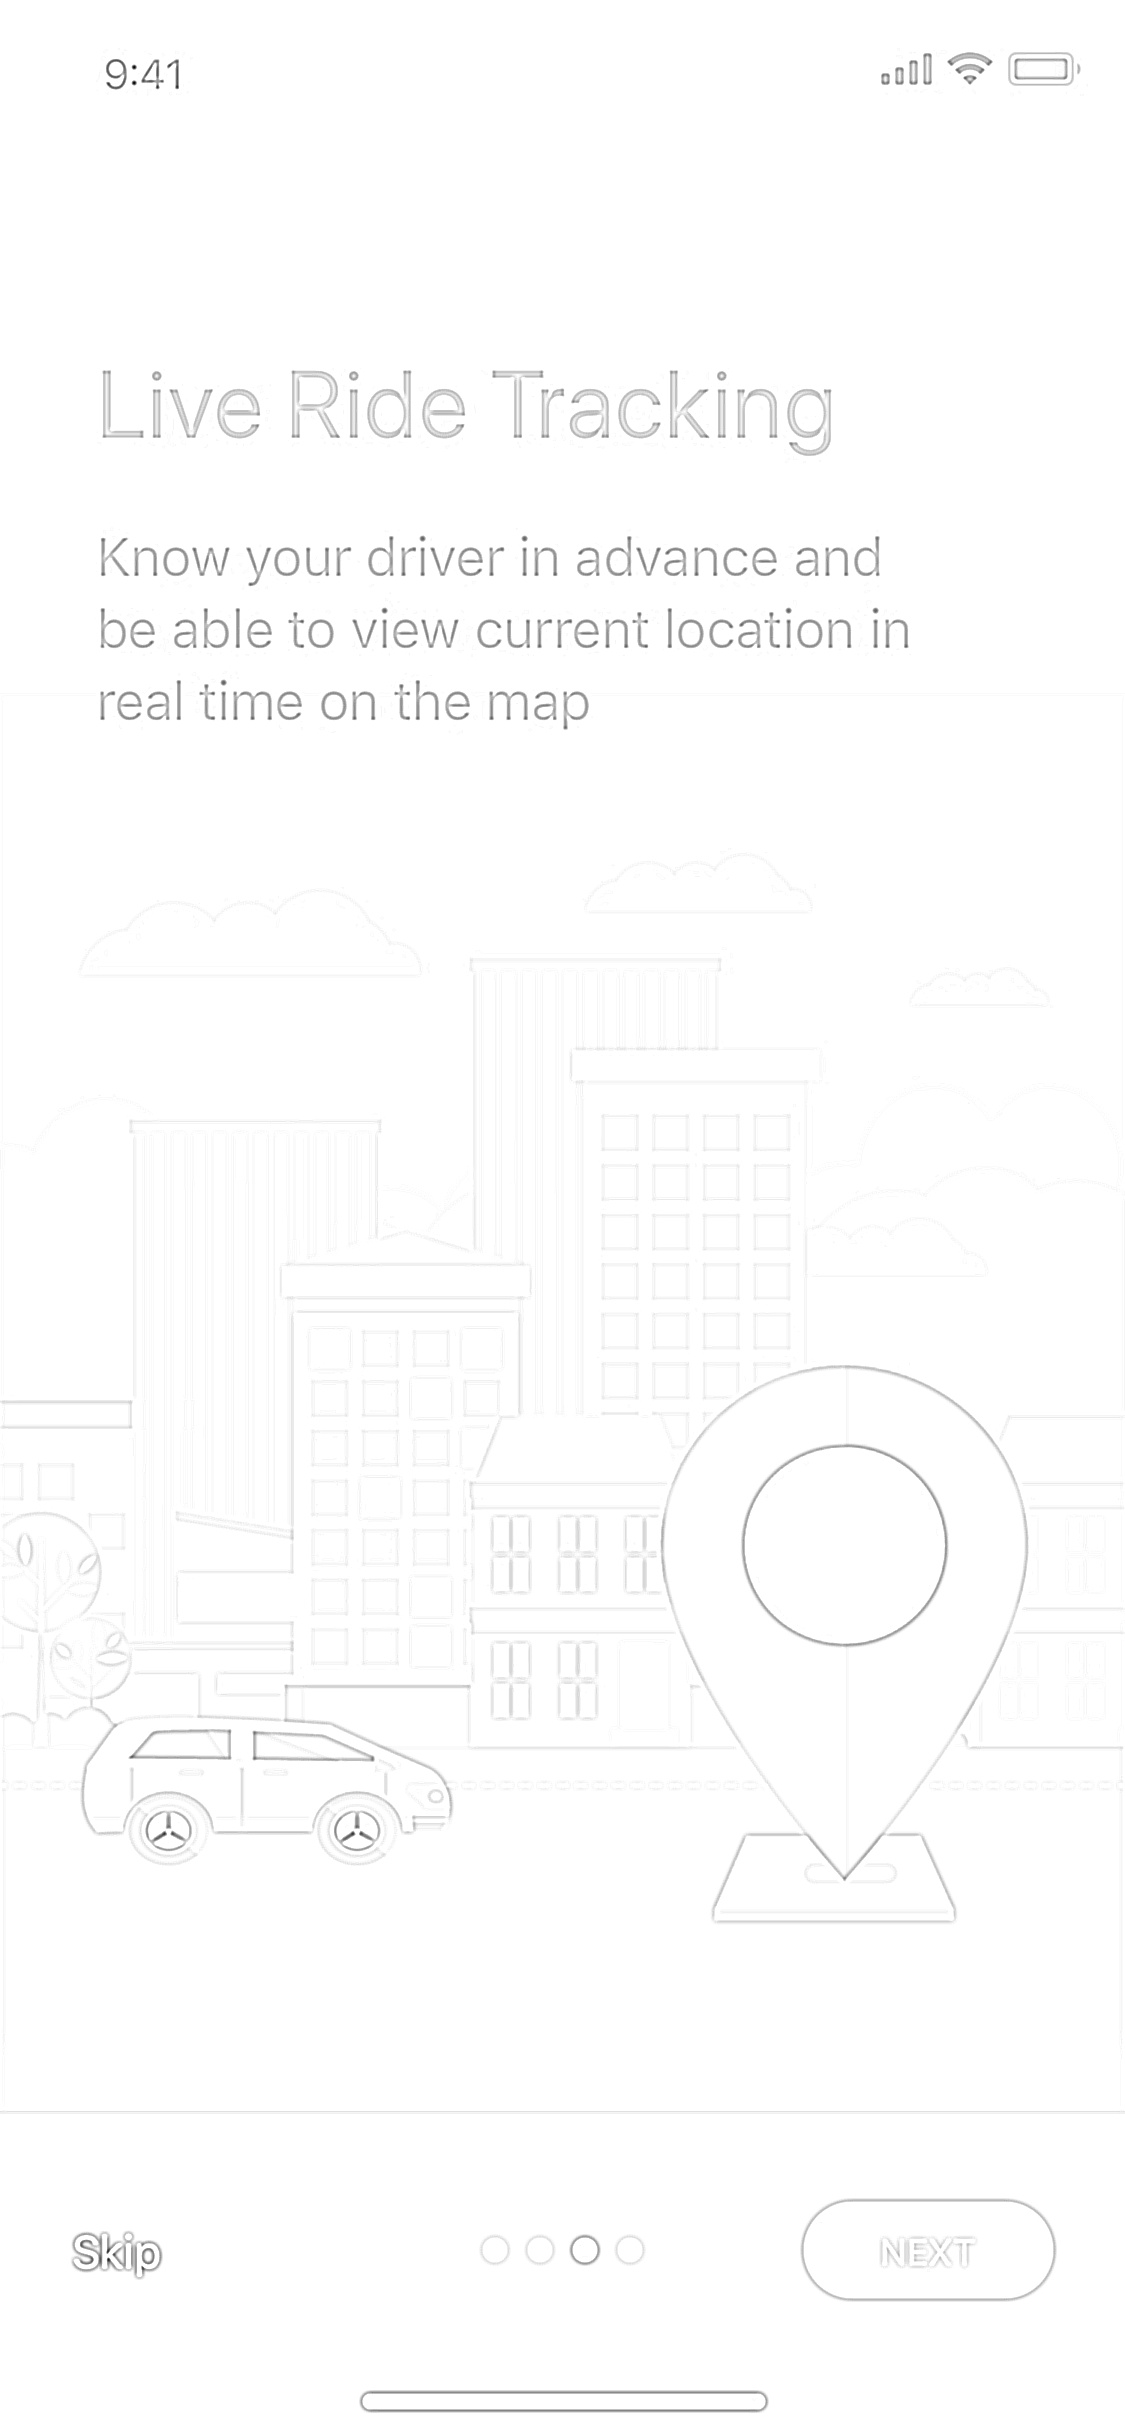 9:41
Live Ride Tracking
Know your driver in advance and
be able to view current location in
real time on the map
Skip
NEXT